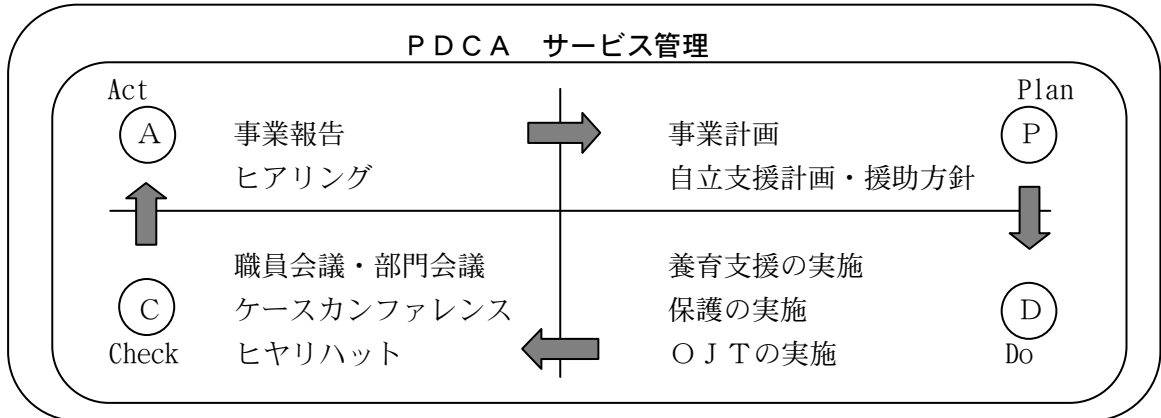 ＰＤＣＡ　サービス管理
Act
Ａ
事業報告
ヒアリング
Plan
Ｐ
事業計画
自立支援計画・援助方針
職員会議・部門会議
ケースカンファレンス
ヒヤリハット
Ｃ
Check
養育支援の実施
保護の実施
ＯＪＴの実施
Ｄ
Do